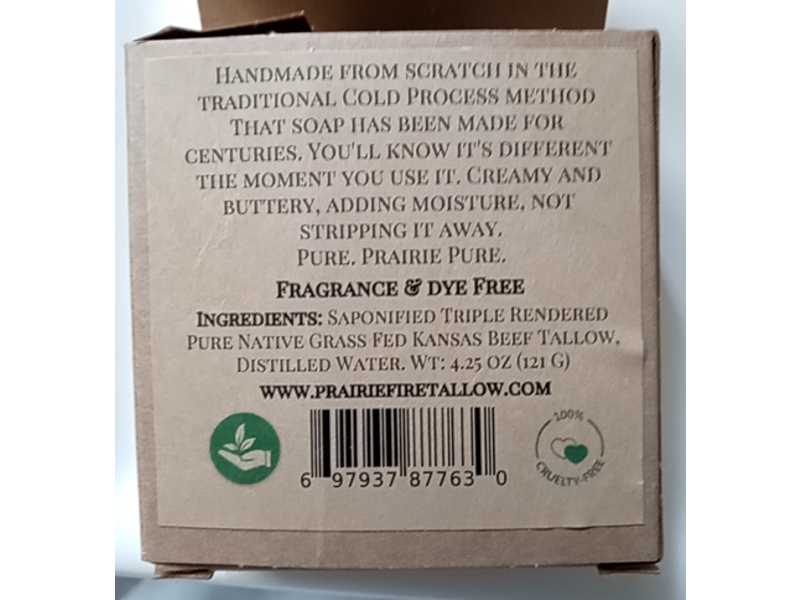 Handmade from scratch in the
traditional Cold Process method
That soap has been made for
centuries. You'll know it's different
the moment you use it. Creamy and
buttery, adding moisture, not
stripping it away.
Pure. Prairie Pure.
Fragrance & dye Free
Ingredients: Saponified Triple Rendered
Pure Native Grass Fed Kansas Beef Tallow,
Distilled Water. Wt: 4.25 oz (121 g)
www.prairiefiretallow.com
100%
CRUELTY-FREE
6 97937 87763 0